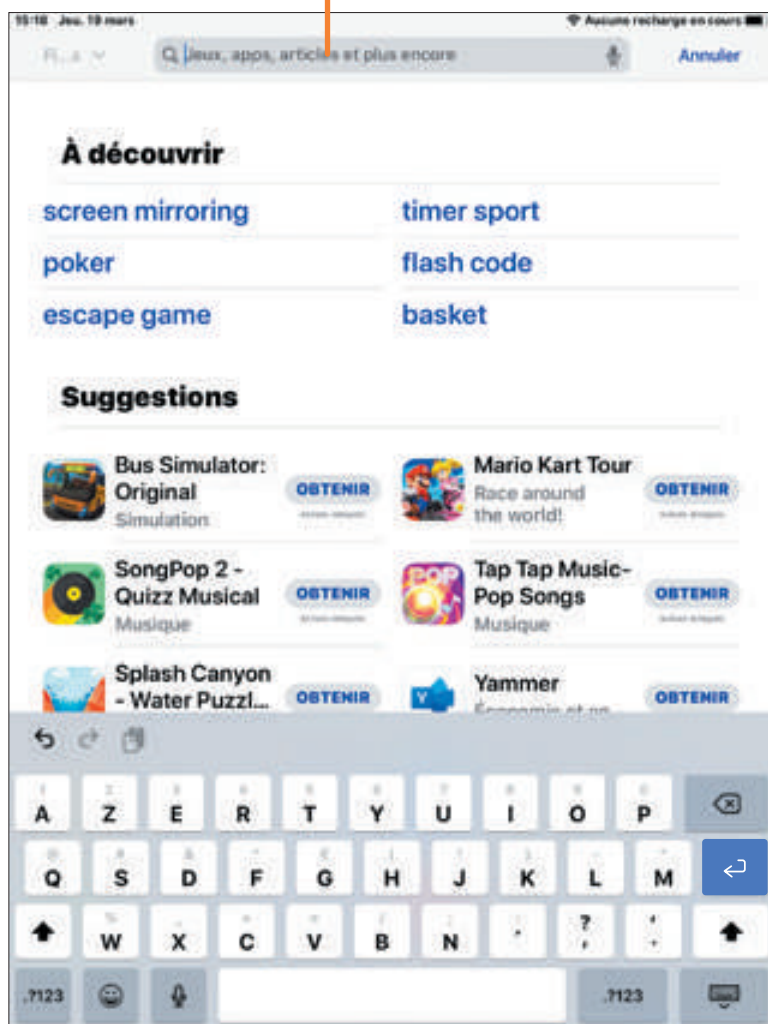 15:18 Jeu. 19 mars
Aucune recharge en cours
Jeux, apps, articles et plus encore
Annuler
À découvrir
screen mirroring
timer sport
poker
flash code
escape game
basket
Suggestions
Bus Simulator:
Original
Simulation
OBTENIR
Mario Kart Tour
Race around
the world!
OBTENIR
SongPop 2 -
Quizz Musical
Musique
OBTENIR
POP
Tap Tap Music-
Pop Songs
Musique
OBTENIR
Splash Canyon
- Water Puzzl...
OBTENIR
Y
Yammer
OBTENIR
A Z E R T Y U I O P
Q S D F G H J K L M
W X C V B N
.?123 .?123